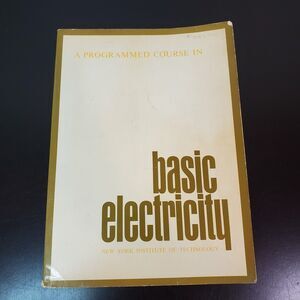 A PROGRAMMED COURSE IN
basic
electricity
NEW YORK INSTITUTE OF TECHNOLOGY